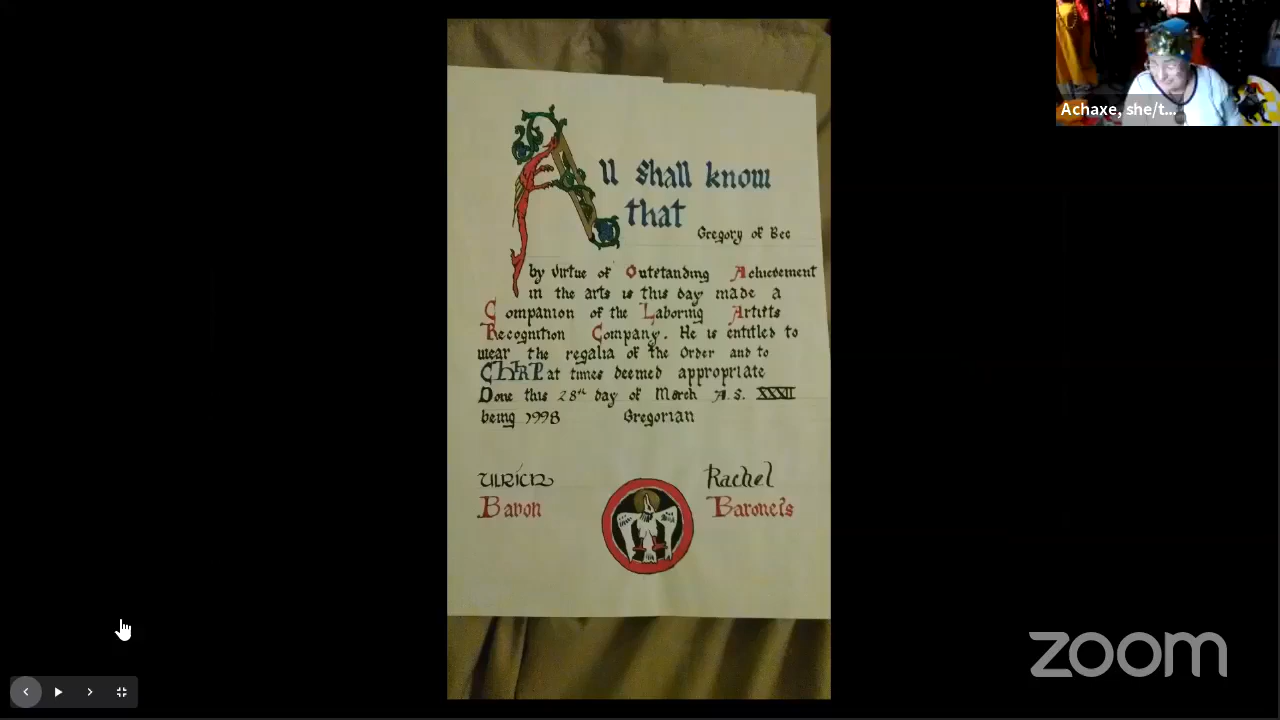 All shall know
that
Gregory of Bee
by virtue of Outstanding Achievement
in the arts is this day made a
Companion of the Laboring Artists
Recognition Company. He is entitled to
wear the regalia of the Order and to
CHiRP at times deemed appropriate
Done this 28th day of March A.S. XXXII
being 1998 Gregorian
Ulrich Rachel
Baron Baroness
Achaxe, she/t...
zoom